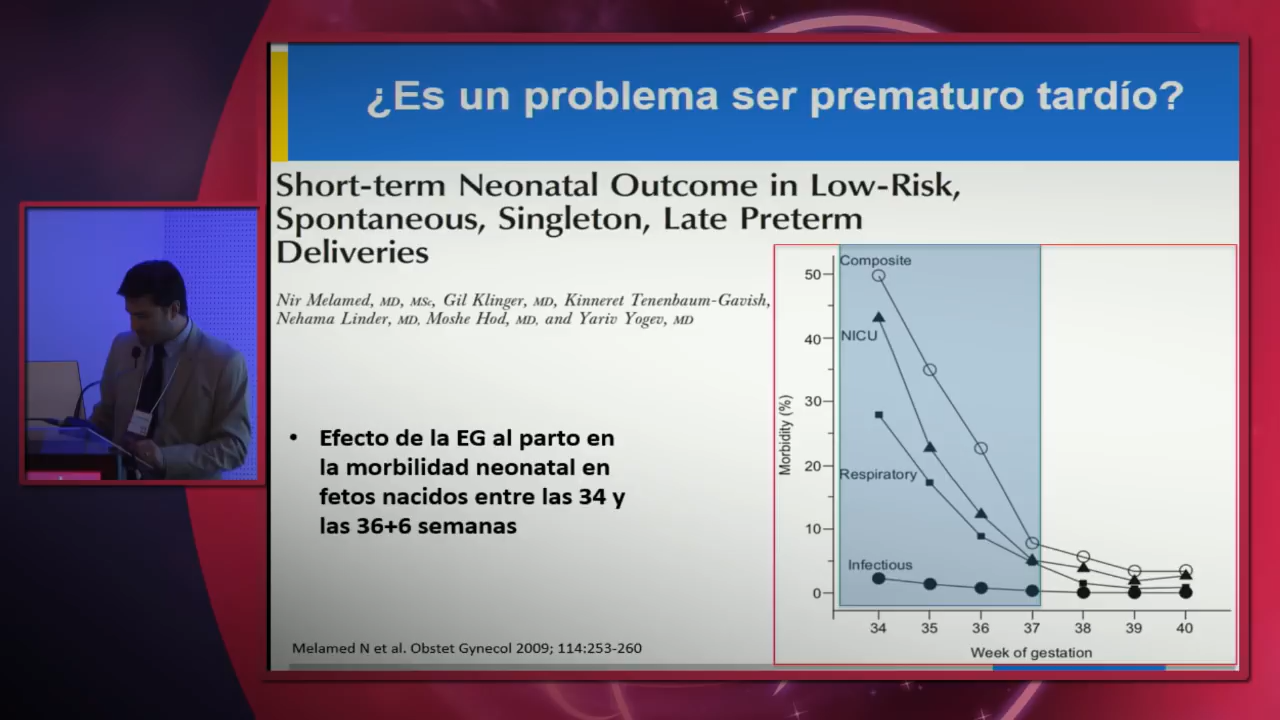 ¿Es un problema ser prematuro tardío?
Short-term Neonatal Outcome in Low-Risk,
Spontaneous, Singleton, Late Preterm
Deliveries
Nir Melamed, MD, MSc, Gil Klinger, MD, Kinneret Tenenbaum-Gavish,
Nehama Linder, MD, Moshe Hod, MD, and Yariv Yogev, MD
• Efecto de la EG al parto en
la morbilidad neonatal en
fetos nacidos entre las 34 y
las 36+6 semanas
Melamed N et al. Obstet Gynecol 2009; 114:253-260
Composite
NICU
Respiratory
Infectious
Morbidity (%)
50
40
30
20
10
0
34 35 36 37 38 39 40
Week of gestation